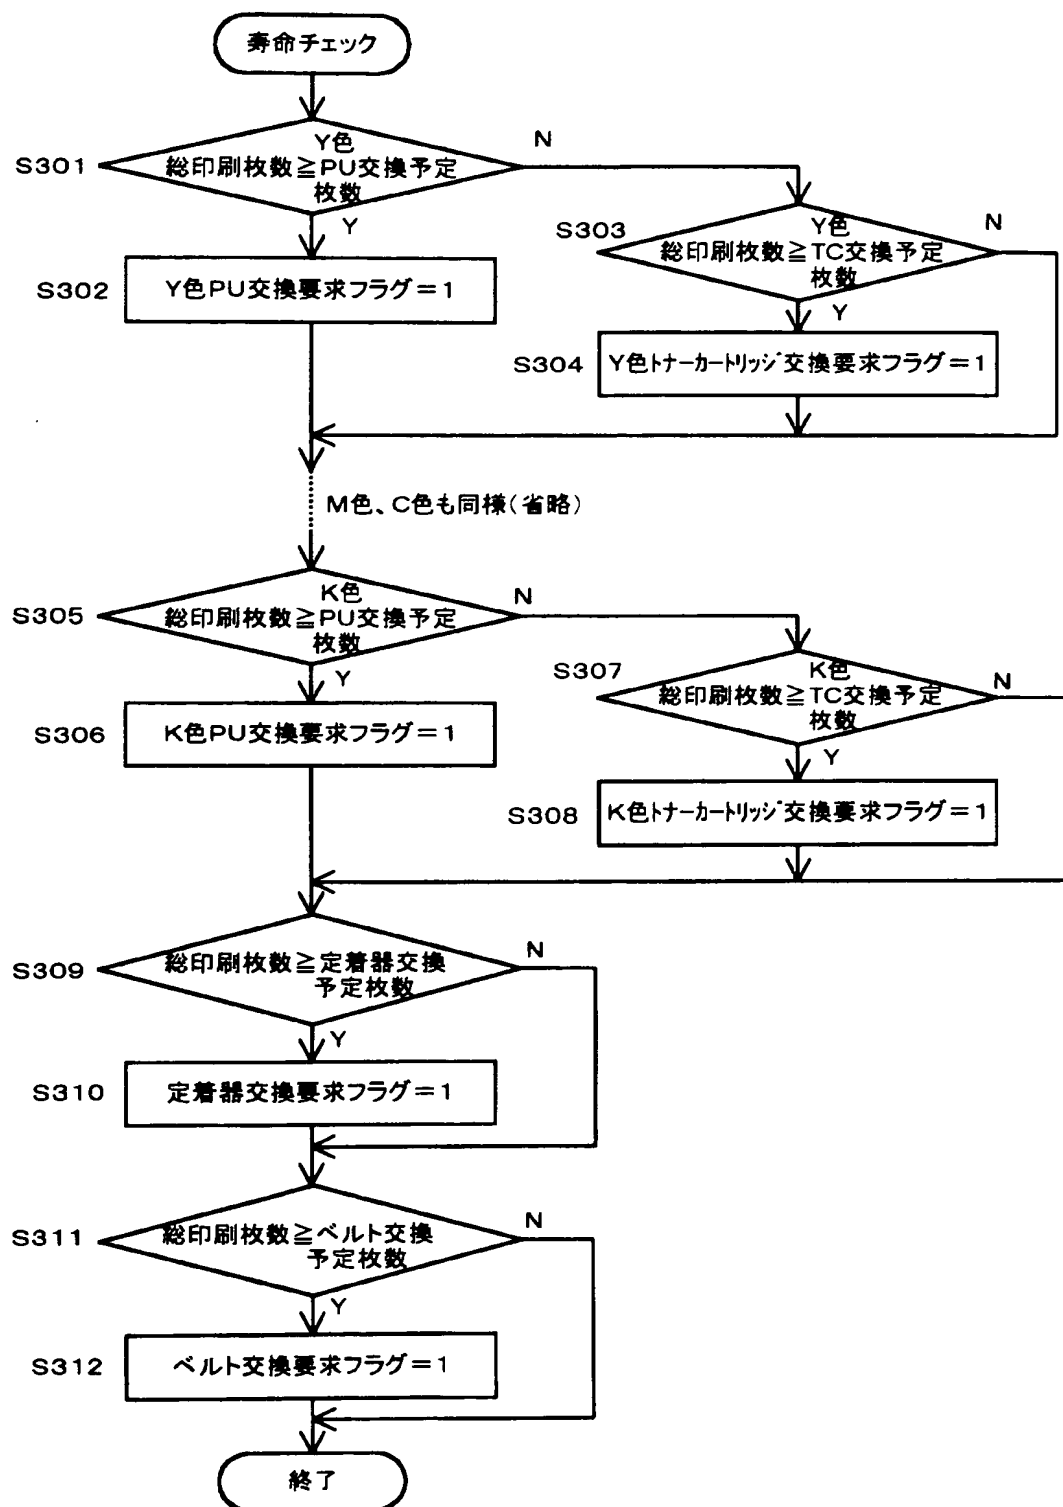 寿命チェック
S301
Y色
総印刷枚数≧PU交換予定
枚数
N
Y
S302
Y色PU交換要求フラグ=1
S303
Y色
総印刷枚数≧TC交換予定
枚数
N
Y
S304
Y色トナーカートリッジ交換要求フラグ=1
M色、C色も同様(省略)
S305
K色
総印刷枚数≧PU交換予定
枚数
N
Y
S306
K色PU交換要求フラグ=1
S307
K色
総印刷枚数≧TC交換予定
枚数
N
Y
S308
K色トナーカートリッジ交換要求フラグ=1
S309
総印刷枚数≧定着器交換
予定枚数
N
Y
S310
定着器交換要求フラグ=1
S311
総印刷枚数≧ベルト交換
予定枚数
N
Y
S312
ベルト交換要求フラグ=1
終了